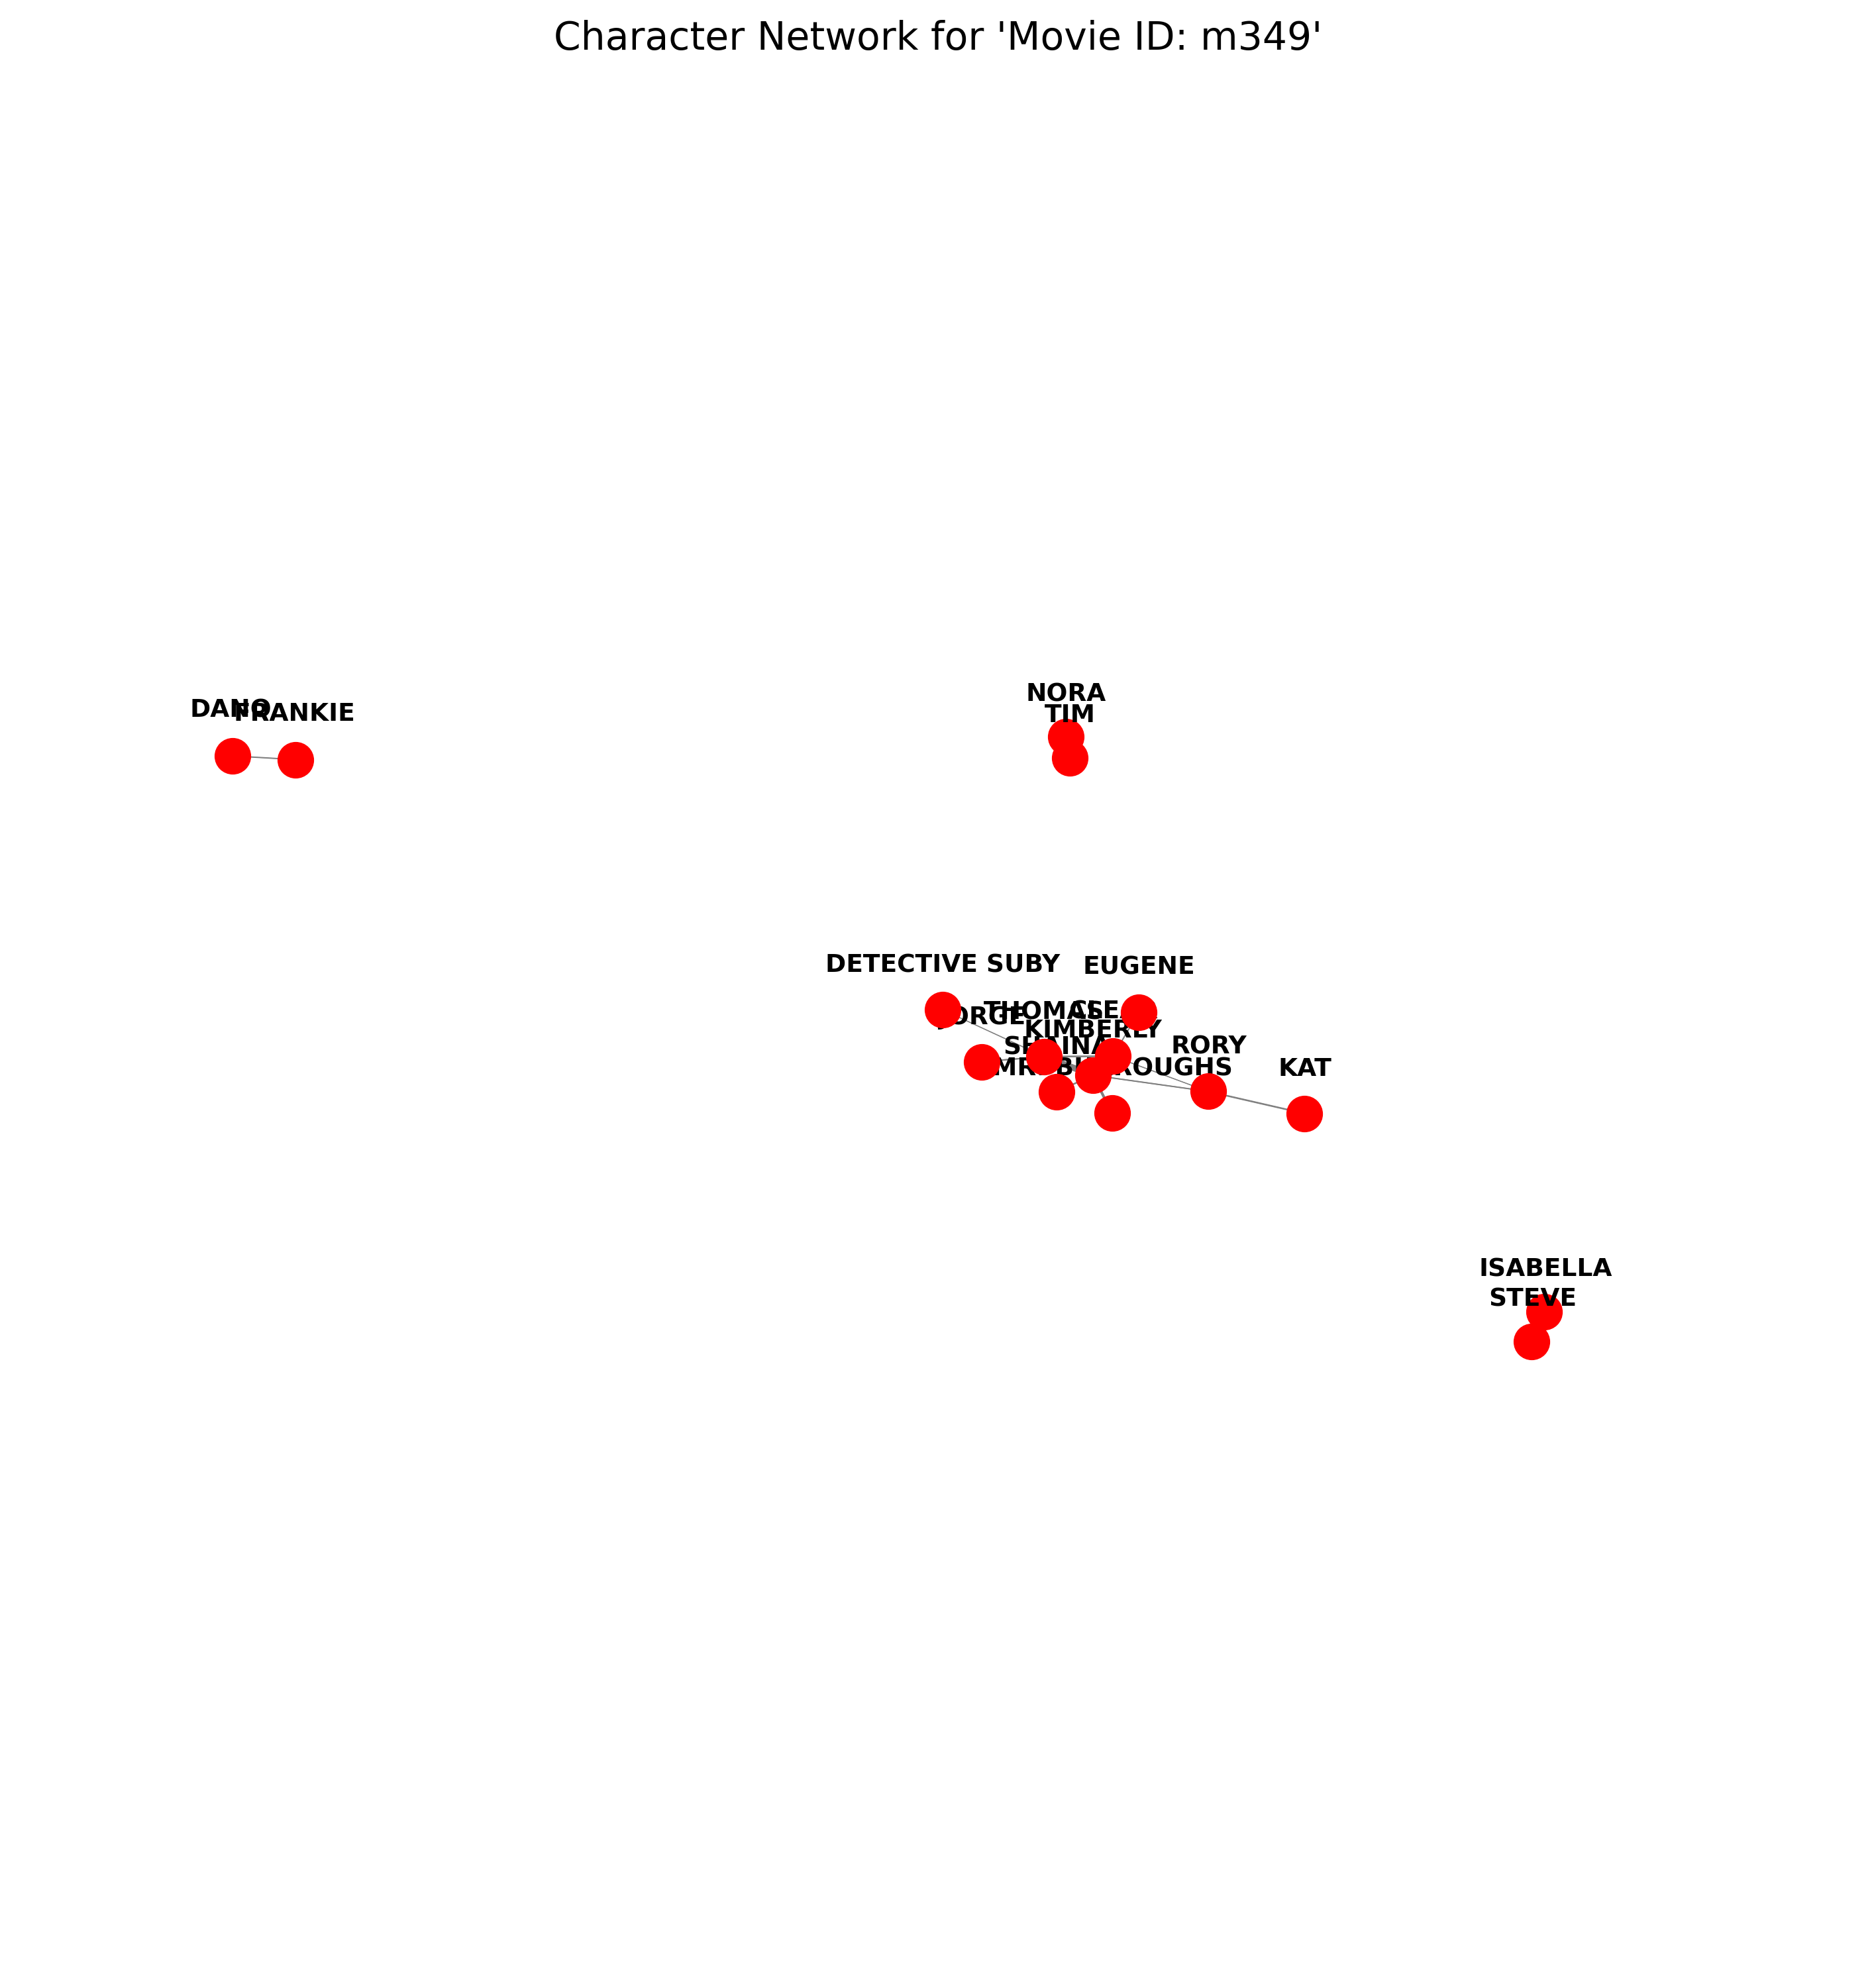 Character Network for 'Movie ID: m349'
NORA
DANO
FRANKIE
TIM
DETECTIVE SUBY
EUGENE
THOMAS
KIMBERLY
SHAINA
RORY
KAT
ISABELLA
STEVE